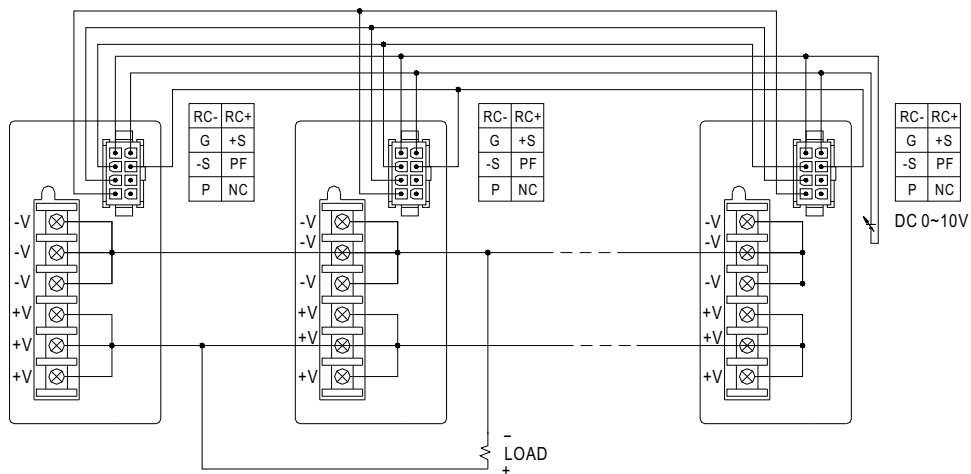 RC- RC+
G +S
-S PF
P NC
RC- RC+
G +S
-S PF
P NC
RC- RC+
G +S
-S PF
P NC
DC 0~10V
-V
-V
-V
+V
+V
+V
-V
-V
-V
+V
+V
+V
-V
-V
-V
+V
+V
+V
-
LOAD
+